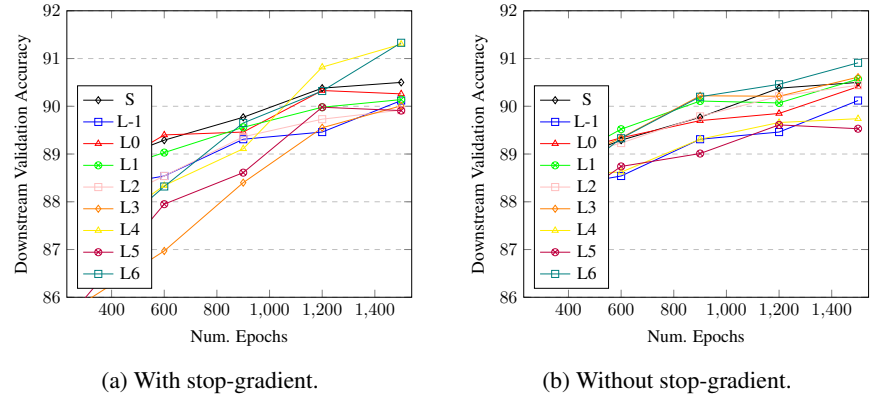 92
91
90
89
88
87
86
400
600
800
1,000
1,200
1,400
Num. Epochs
Downstream Validation Accuracy
S
L-1
L0
L1
L2
L3
L4
L5
L6
(a) With stop-gradient.
92
91
90
89
88
87
86
400
600
800
1,000
1,200
1,400
Num. Epochs
Downstream Validation Accuracy
S
L-1
L0
L1
L2
L3
L4
L5
L6
(b) Without stop-gradient.